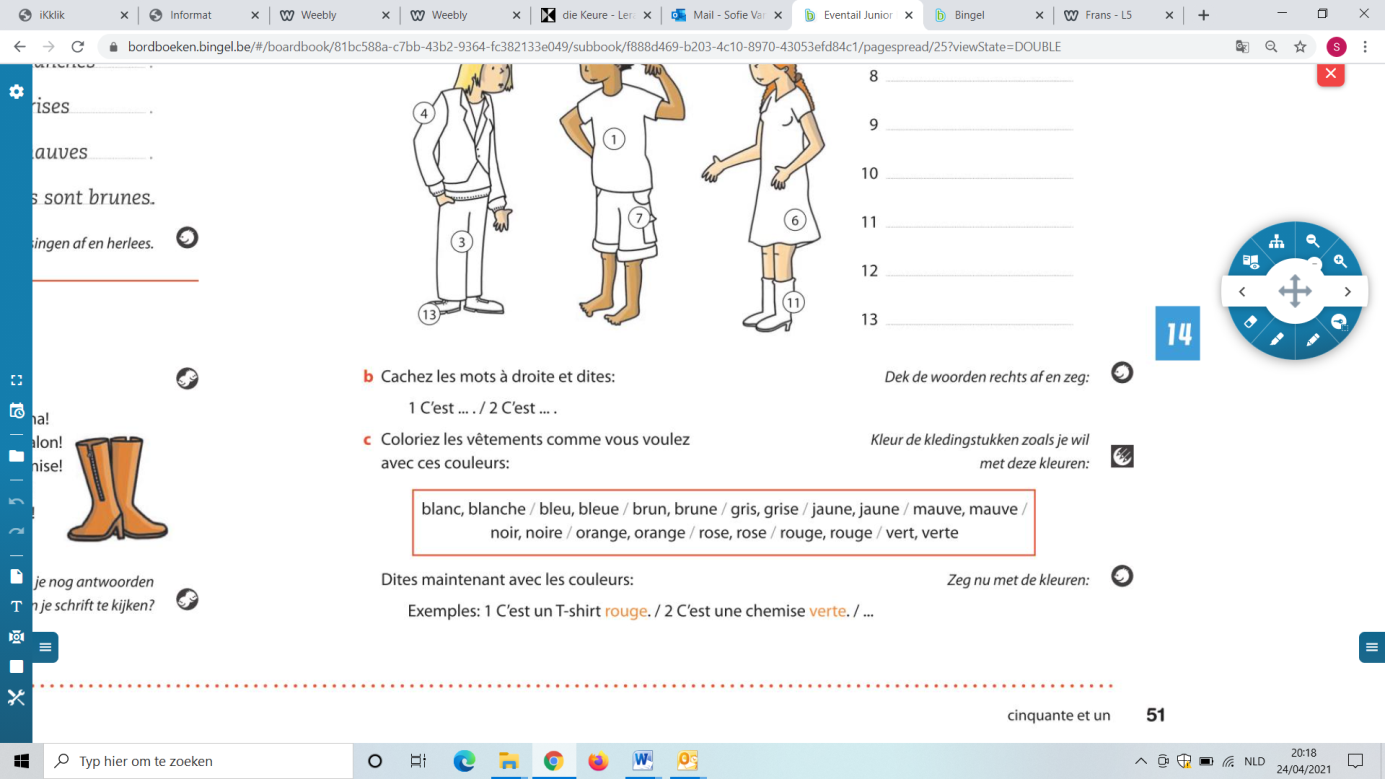 iKklik
Informat
Weebly
Weebly
die Keure - Ler
Mail - Sofie Va
Eventail Junior
Bingel
Frans - L5
bordboeken.bingel.be/#/boardbook/81bc588a-c7bb-43b2-9364-fc382133e049/subbook/f888d469-b203-4c10-8970-43053efd84c1/pagespread/25?viewState=DOUBLE
S
rises .
auves .
s sont brunes.
singen af en herlees.
4
1
3
7
6
13
11
8
9
10
11
12
13
14
b Cachez les mots à droite et dites:
Dek de woorden rechts af en zeg:
1 C'est ... . / 2 C'est ... .
c Coloriez les vêtements comme vous voulez
avec ces couleurs:
Kleur de kledingstukken zoals je wil
met deze kleuren:
na!
alon!
nise!
!
blanc, blanche / bleu, bleue / brun, brune / gris, grise / jaune, jaune / mauve, mauve /
noir, noire / orange, orange / rose, rose / rouge, rouge / vert, verte
je nog antwoorden
n je schrift te kijken?
Dites maintenant avec les couleurs:
Zeg nu met de kleuren:
Exemples: 1 C'est un T-shirt rouge. / 2 C'est une chemise verte. / ...
T
cinquante et un 51
Typ hier om te zoeken
NLD
20:18
24/04/2021